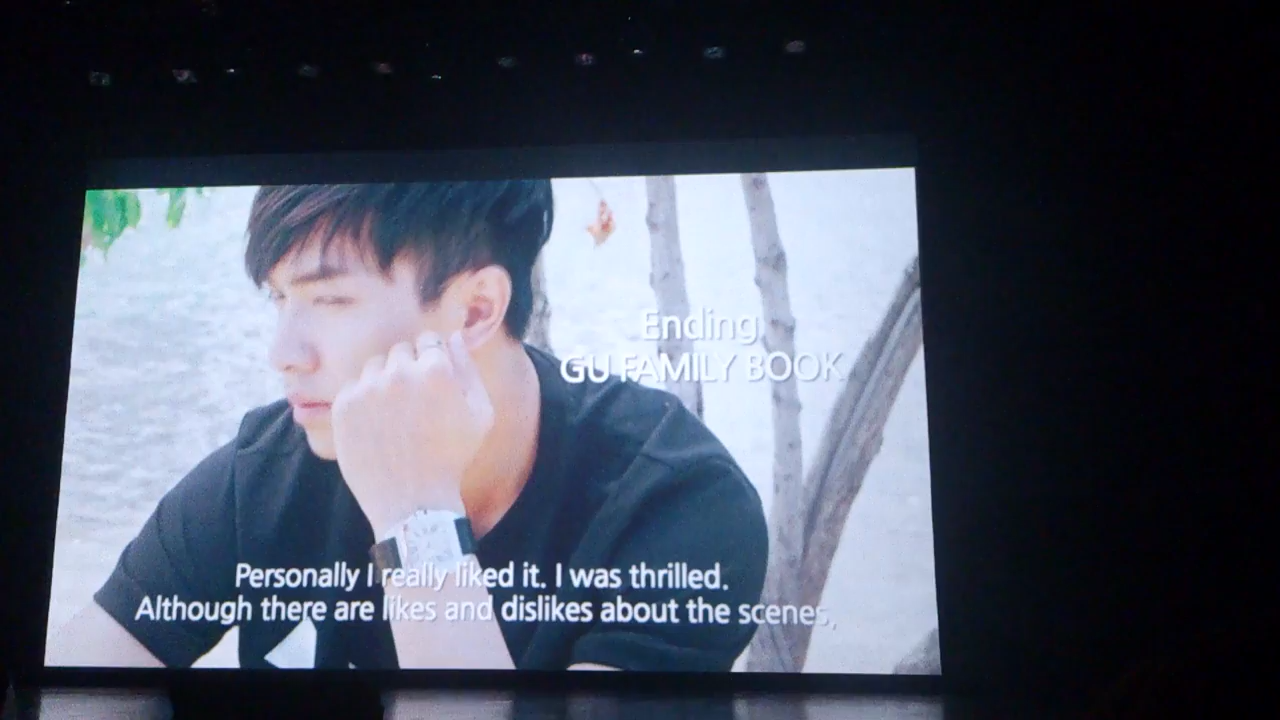 Ending
GU FAMILY BOOK
Personally I really liked it. I was thrilled.
Although there are likes and dislikes about the scenes,